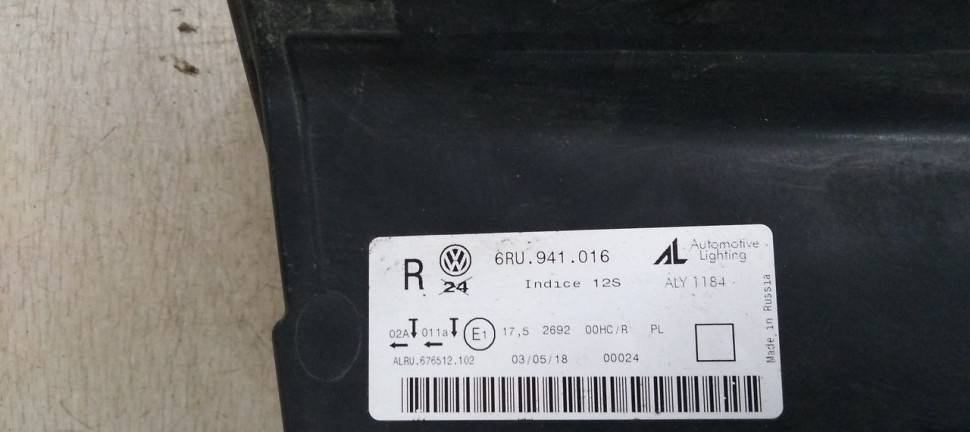 R
24
6RU.941.016
Indice 12S
AL Automotive Lighting
ALY 1184
02A 011a E1 17,5 2692 00HC/R PL
ALRU.676512.102 03/05/18 00024
Made in Russia